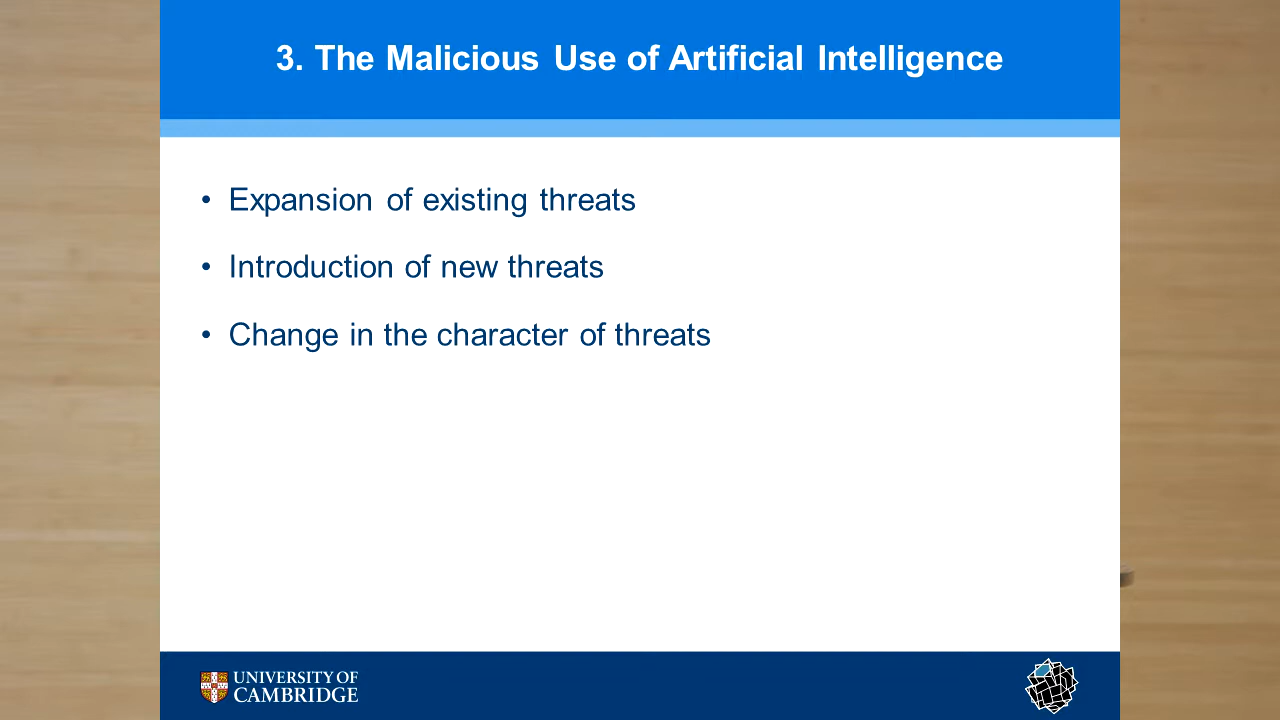 3. The Malicious Use of Artificial Intelligence
• Expansion of existing threats
• Introduction of new threats
• Change in the character of threats
UNIVERSITY OF
CAMBRIDGE